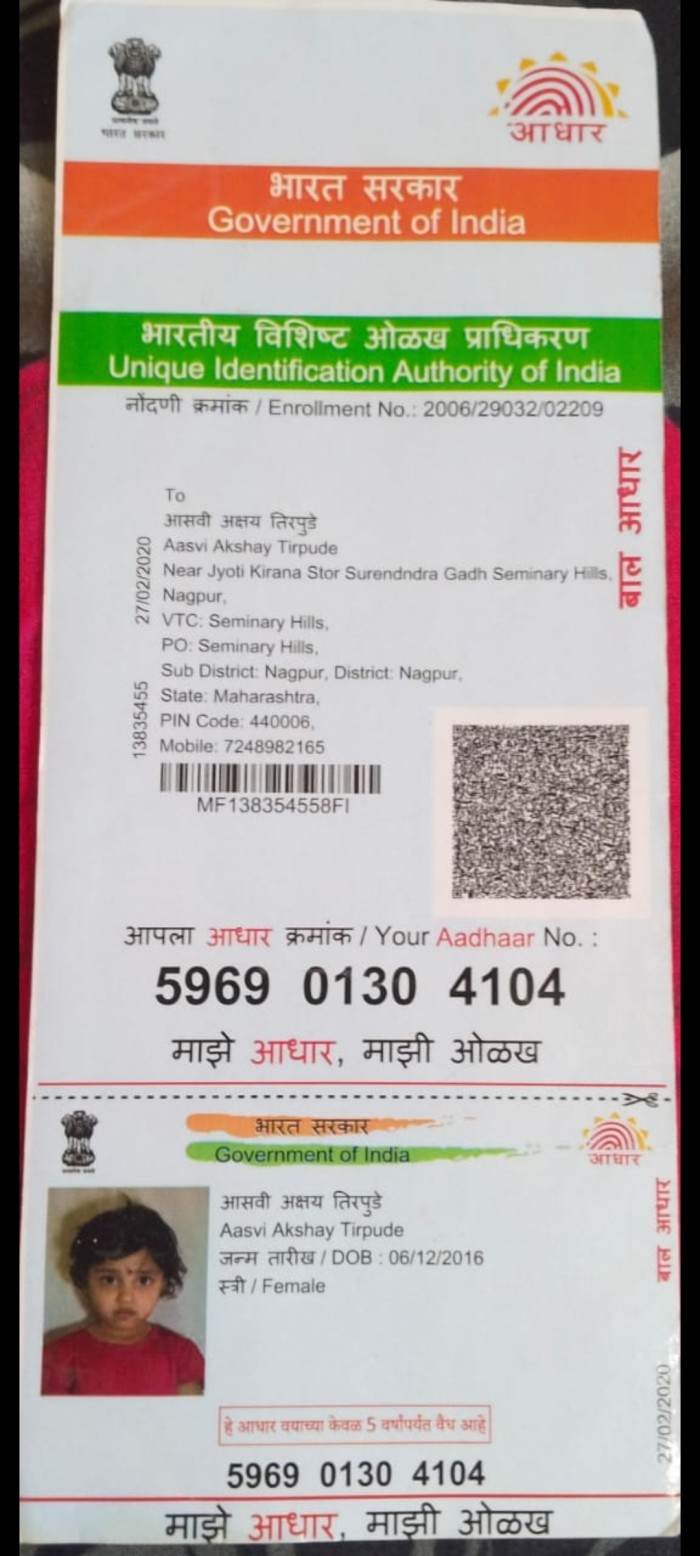 भारत सरकार
आधार
भारत सरकार
Government of India
भारतीय विशिष्ट ओळख प्राधिकरण
Unique Identification Authority of India
नोंदणी क्रमांक / Enrollment No.: 2006/29032/02209
बाल आधार
To
आसवी अक्षय तिरपुडे
Aasvi Akshay Tirpude
Near Jyoti Kirana Stor Surendndra Gadh Seminary Hills,
Nagpur,
VTC: Seminary Hills,
PO: Seminary Hills,
Sub District: Nagpur, District: Nagpur,
State: Maharashtra,
PIN Code: 440006,
Mobile: 7248982165
27/02/2020
13835455
MF138354558FI
आपला आधार क्रमांक / Your Aadhaar No. :
5969 0130 4104
माझे आधार, माझी ओळख
भारत सरकार
Government of India
आधार
आसवी अक्षय तिरपुडे
Aasvi Akshay Tirpude
जन्म तारीख / DOB : 06/12/2016
स्त्री / Female
बाल आधार
27/02/2020
हे आधार वयाच्या केवळ 5 वर्षांपर्यंत वैध आहे
5969 0130 4104
माझे आधार, माझी ओळख